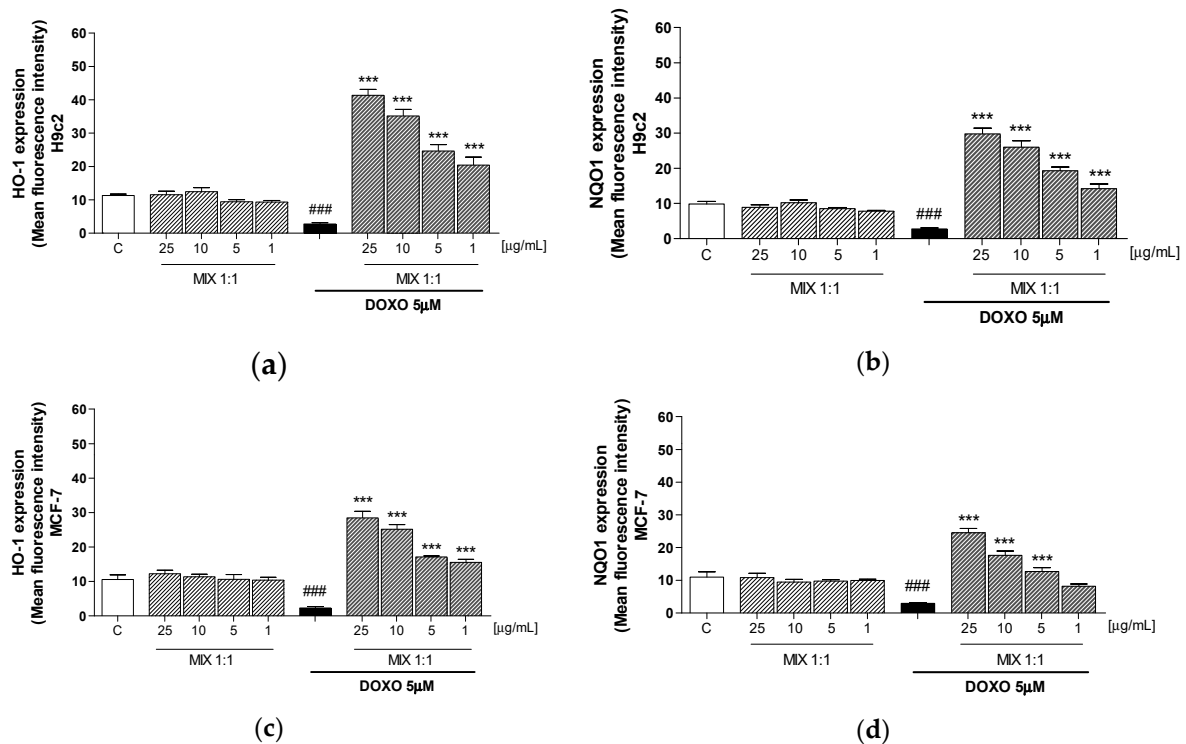 HO-1 expression
(Mean fluorescence intensity)
H9c2
60
50
40
30
20
10
0
***
***
***
***
###
C 25 10 5 1 25 10 5 1 [µg/mL]
MIX 1:1 MIX 1:1
DOXO 5µM
(a)
NQO1 expression
(Mean fluorescence intensity)
H9c2
60
50
40
30
20
10
0
***
***
***
***
###
C 25 10 5 1 25 10 5 1 [µg/mL]
MIX 1:1 MIX 1:1
DOXO 5µM
(b)
HO-1 expression
(Mean fluorescence intensity)
MCF-7
60
50
40
30
20
10
0
***
***
***
***
###
C 25 10 5 1 25 10 5 1 [µg/mL]
MIX 1:1 MIX 1:1
DOXO 5µM
(c)
NQO1 expression
(Mean fluorescence intensity)
MCF-7
60
50
40
30
20
10
0
***
***
***
###
C 25 10 5 1 25 10 5 1 [µg/mL]
MIX 1:1 MIX 1:1
DOXO 5µM
(d)